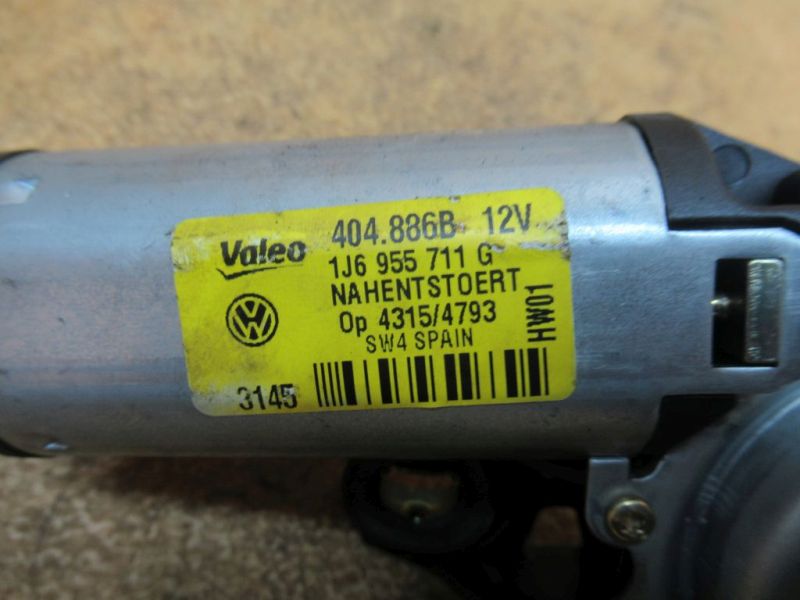 Valeo 404.886B 12V
1J6 955 711 G
NAHENTSTOERT
Op 4315/4793
SW4 SPAIN
HW01
3145